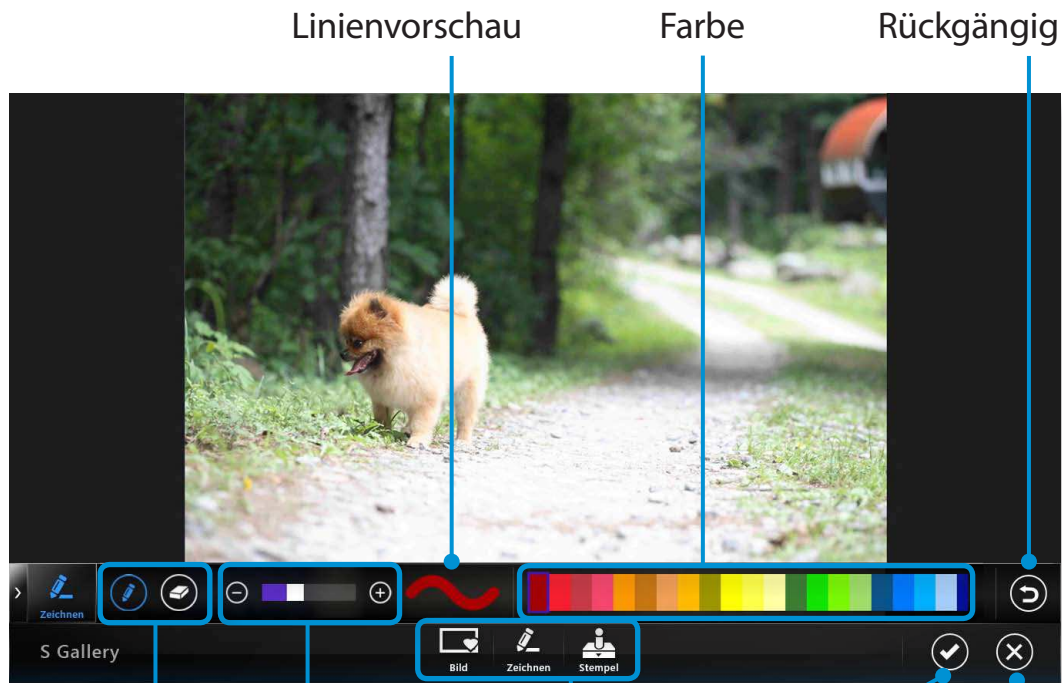 Linienvorschau Farbe Rückgängig
Zeichnen
S Gallery
Bild Zeichnen Stempel